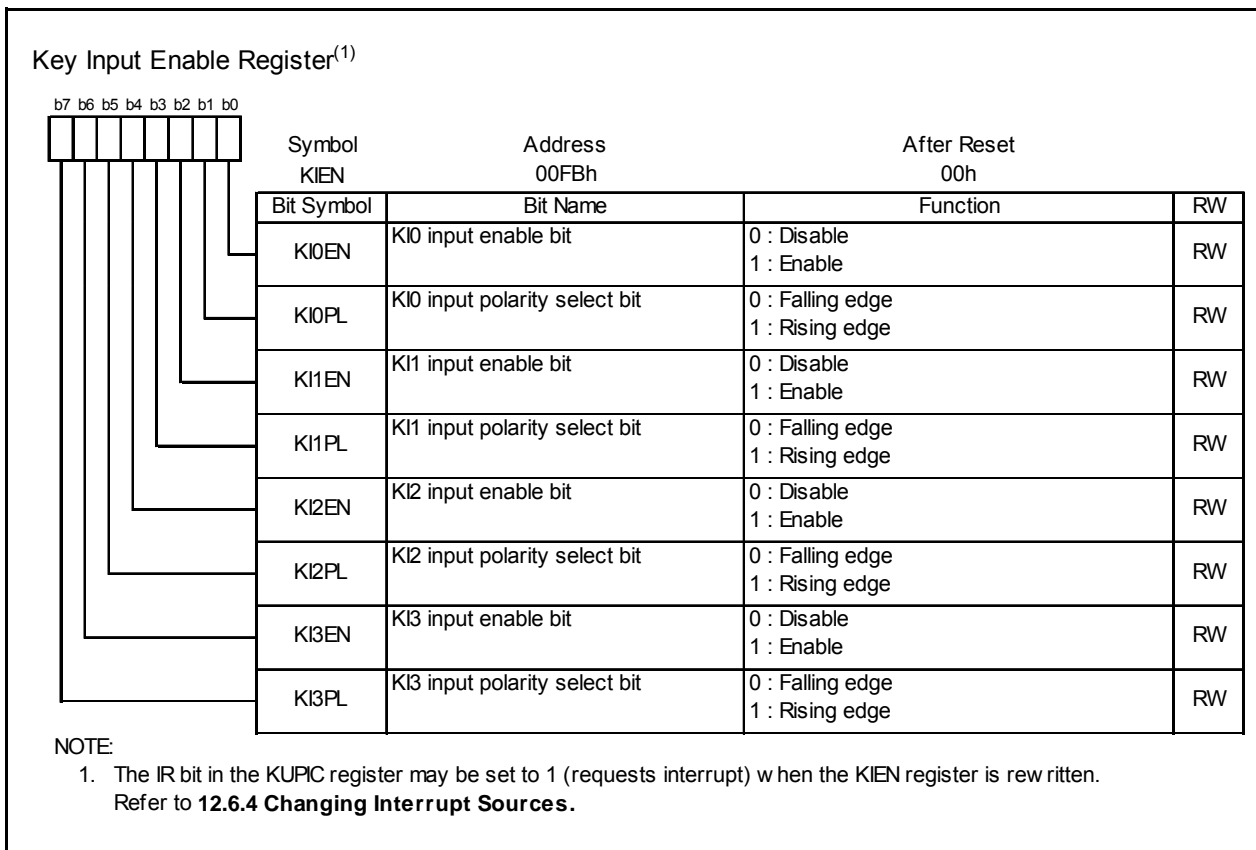 Key Input Enable Register(1)
b7 b6 b5 b4 b3 b2 b1 b0
Symbol Address After Reset
KIEN 00FBh 00h
Bit Symbol Bit Name Function RW
KI0EN KI0 input enable bit 0 : Disable RW
1 : Enable
KI0PL KI0 input polarity select bit 0 : Falling edge RW
1 : Rising edge
KI1EN KI1 input enable bit 0 : Disable RW
1 : Enable
KI1PL KI1 input polarity select bit 0 : Falling edge RW
1 : Rising edge
KI2EN KI2 input enable bit 0 : Disable RW
1 : Enable
KI2PL KI2 input polarity select bit 0 : Falling edge RW
1 : Rising edge
KI3EN KI3 input enable bit 0 : Disable RW
1 : Enable
KI3PL KI3 input polarity select bit 0 : Falling edge RW
1 : Rising edge
NOTE:
1. The IR bit in the KUPIC register may be set to 1 (requests interrupt) when the KIEN register is rewritten.
Refer to 12.6.4 Changing Interrupt Sources.